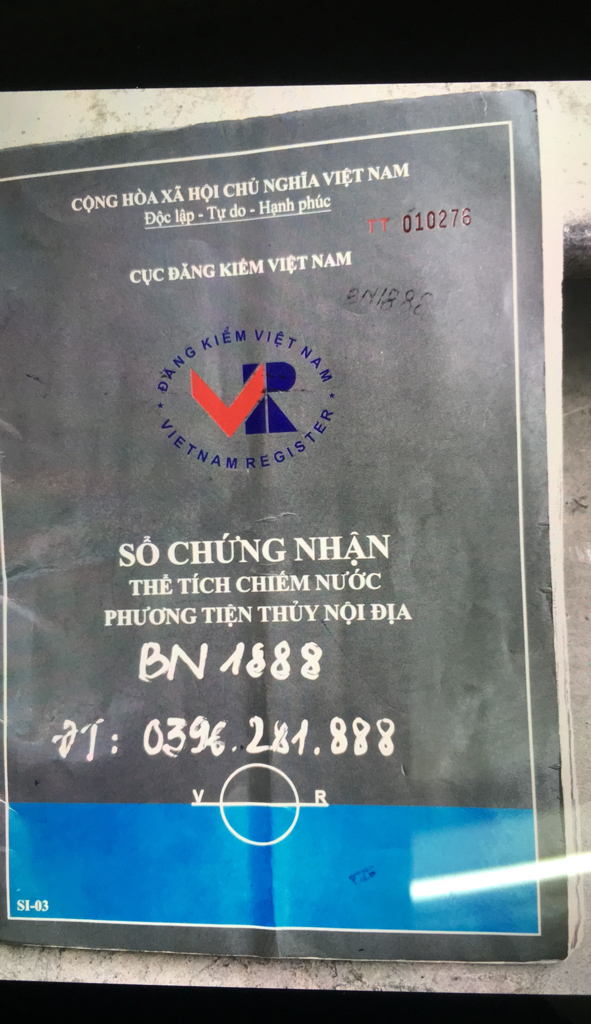 CỘNG HÒA XÃ HỘI CHỦ NGHĨA VIỆT NAM
Độc lập - Tự do - Hạnh phúc
TT 010276
CỤC ĐĂNG KIỂM VIỆT NAM
BN1888
ĐĂNG KIỂM VIỆT NAM
VR
* VIETNAM REGISTER *
SỔ CHỨNG NHẬN
THỂ TÍCH CHIẾM NƯỚC
PHƯƠNG TIỆN THỦY NỘI ĐỊA
BN 1888
ĐT: 0396.281.888
V R
SI-03